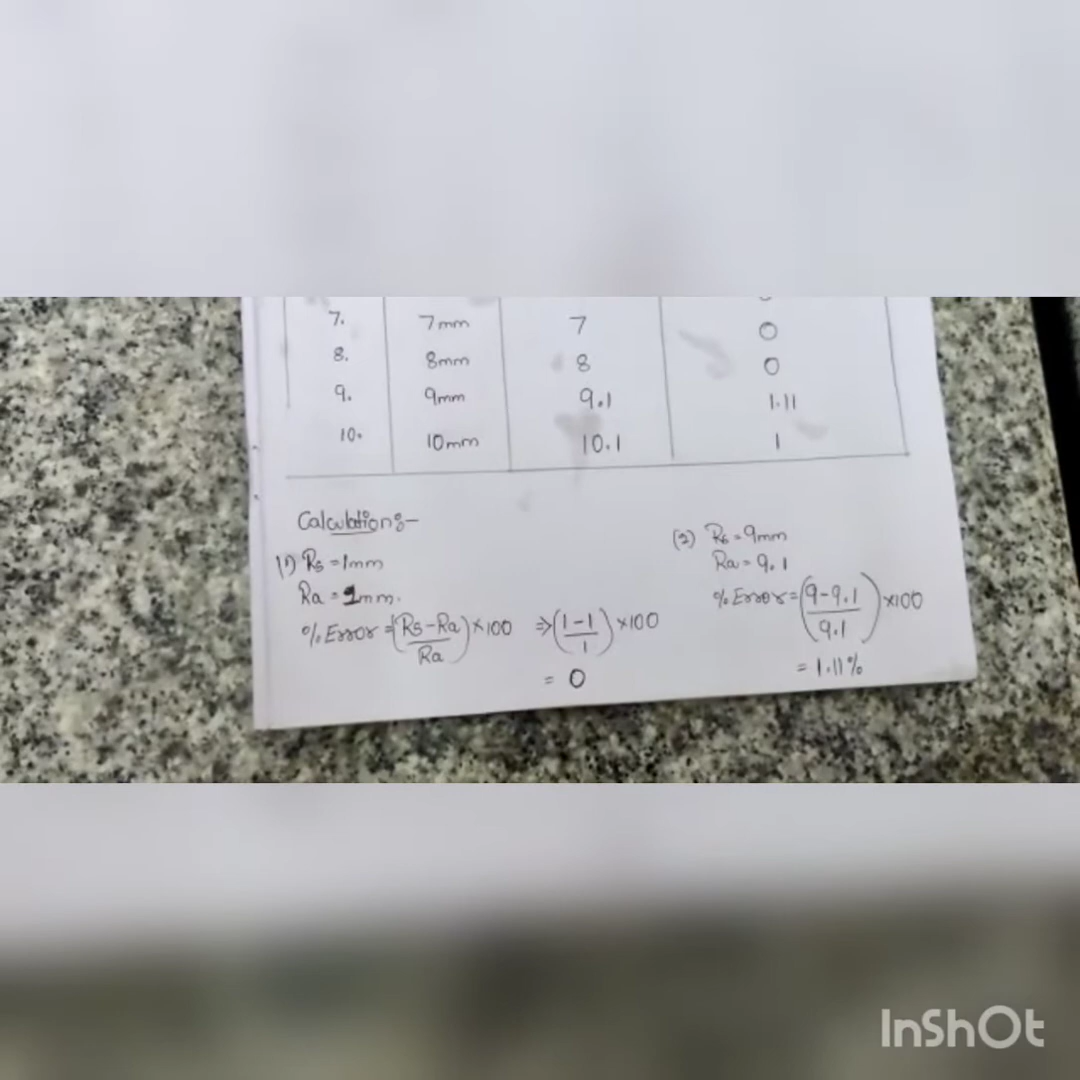 7. 7mm 7 0
8. 8mm 8 0
9. 9mm 9.1 1.11
10. 10mm 10.1 1
Calculation:-
(1) Rs = 1mm
Ra = 1mm.
% Error = (Rs-Ra/Ra) × 100 ⇒ (1-1/1) × 100
= 0
(2) Rs = 9mm
Ra = 9.1
% Error = (9-9.1/9.1) ×100
= 1.11%
InShOt